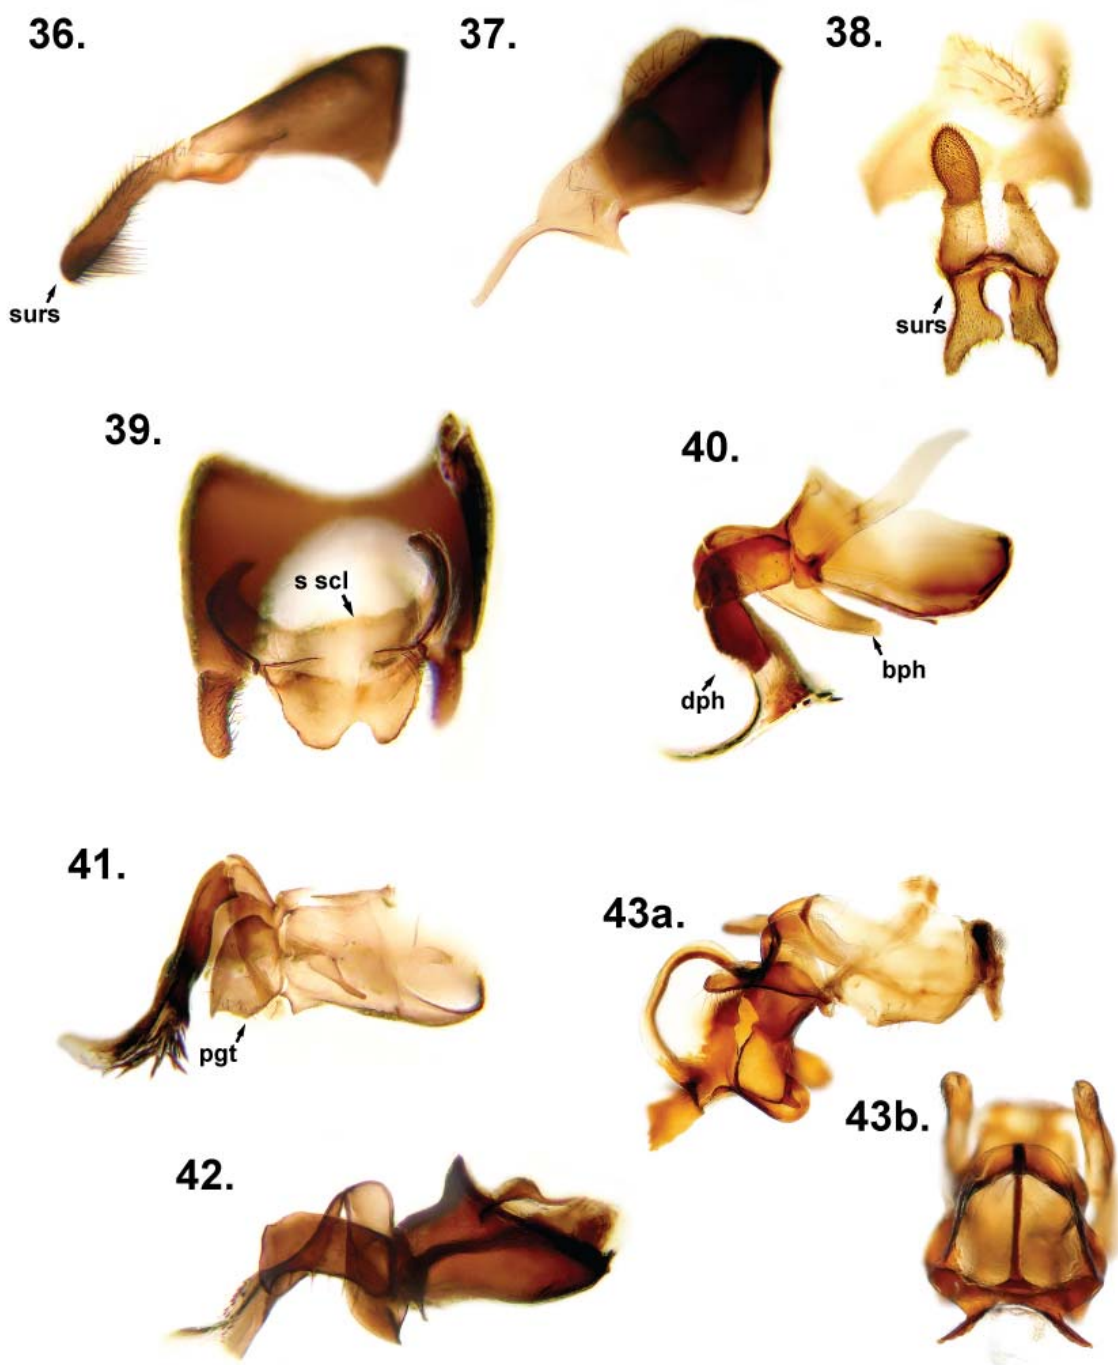 36.
37.
38.
surs
surs
39.
40.
s scl
bph
dph
41.
43a.
pgt
43b.
42.